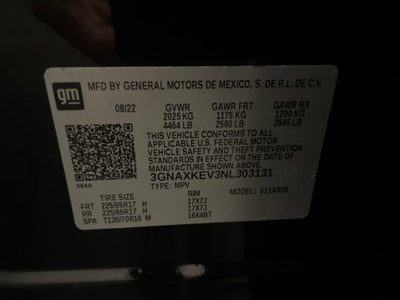 gm
MFD BY GENERAL MOTORS DE MEXICO, S. DE R.L. DE C.V.
08/22 GVWR GAWR FRT GAWR RR
2025 KG 1175 KG 1200 KG
4464 LB 2590 LB 2645 LB
THIS VEHICLE CONFORMS TO ALL
APPLICABLE U.S. FEDERAL MOTOR
VEHICLE SAFETY AND THEFT
PREVENTION STANDARDS IN EFFECT
ON THE DATE OF
MANUFACTURE SHOWN ABOVE.
3GNAXKEV3NL303131
TYPE: MPV MODEL: 311XR26
TIRE SIZE RIM
FRT 225/65R17 H 17X7J
RR 225/65R17 H 17X7J
SPA T135/70R16 M 16X4BT